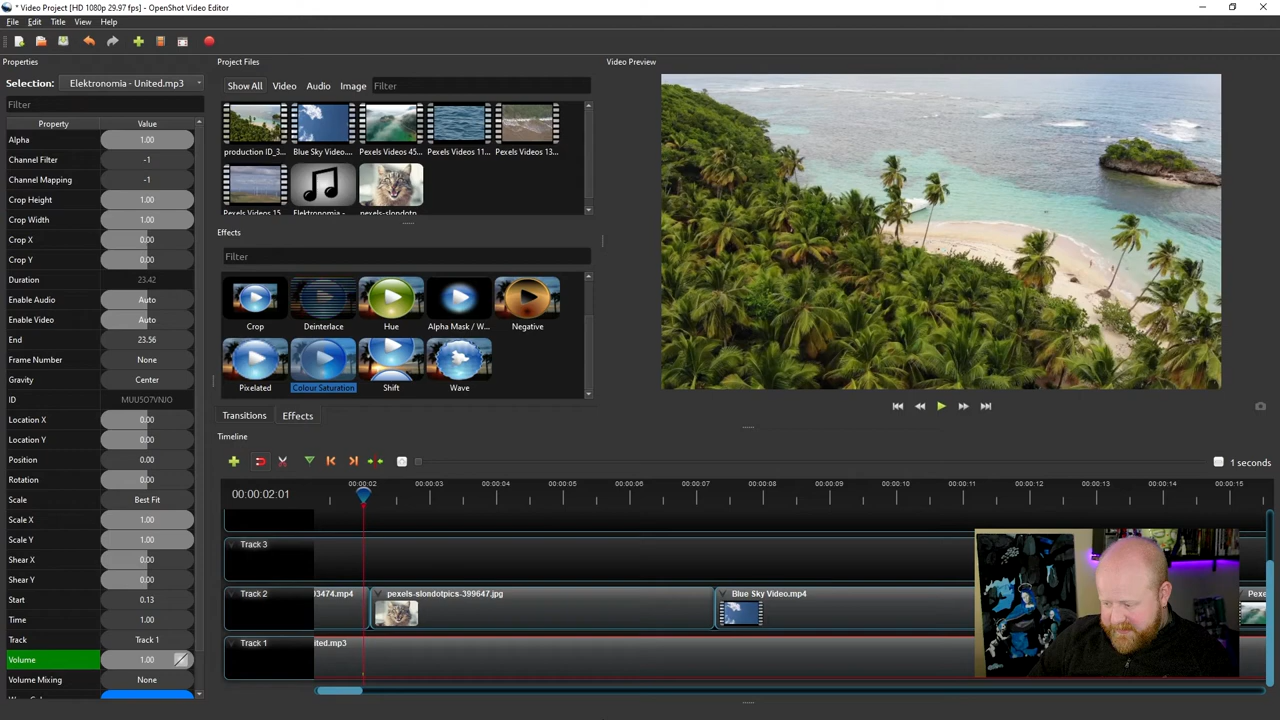 * Video Project [HD 1080p 29.97 fps] - OpenShot Video Editor
File Edit Title View Help
Properties
Selection: Elektronomia - United.mp3
Filter
Property Value
Alpha 1.00
Channel Filter -1
Channel Mapping -1
Crop Height 1.00
Crop Width 1.00
Crop X 0.00
Crop Y 0.00
Duration 23.42
Enable Audio Auto
Enable Video Auto
End 23.56
Frame Number None
Gravity Center
ID MUU5O7VNJO
Location X 0.00
Location Y 0.00
Position 0.00
Rotation 0.00
Scale Best Fit
Scale X 1.00
Scale Y 1.00
Shear X 0.00
Shear Y 0.00
Start 0.13
Time 1.00
Track Track 1
Volume 1.00
Volume Mixing None
Project Files
Show All Video Audio Image Filter
production ID_3... Blue Sky Video.... Pexels Videos 45... Pexels Videos 11... Pexels Videos 13...
Pexels Videos 15... Elektronomia - ... pexels-slondotp...
Effects
Filter
Crop Deinterlace Hue Alpha Mask / W... Negative
Pixelated Colour Saturation Shift Wave
Transitions Effects
Video Preview
Timeline
1 seconds
00:00:02:01
00:00:02 00:00:03 00:00:04 00:00:05 00:00:06 00:00:07 00:00:08 00:00:09 00:00:10 00:00:11 00:00:12 00:00:13 00:00:14 00:00:15
Track 3
Track 2 03474.mp4 pexels-slondotpics-399647.jpg Blue Sky Video.mp4 Pexe
Track 1 ited.mp3